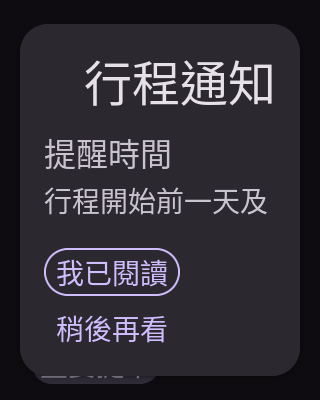 行程通知
提醒時間
行程開始前一天及
我已閱讀
稍後再看